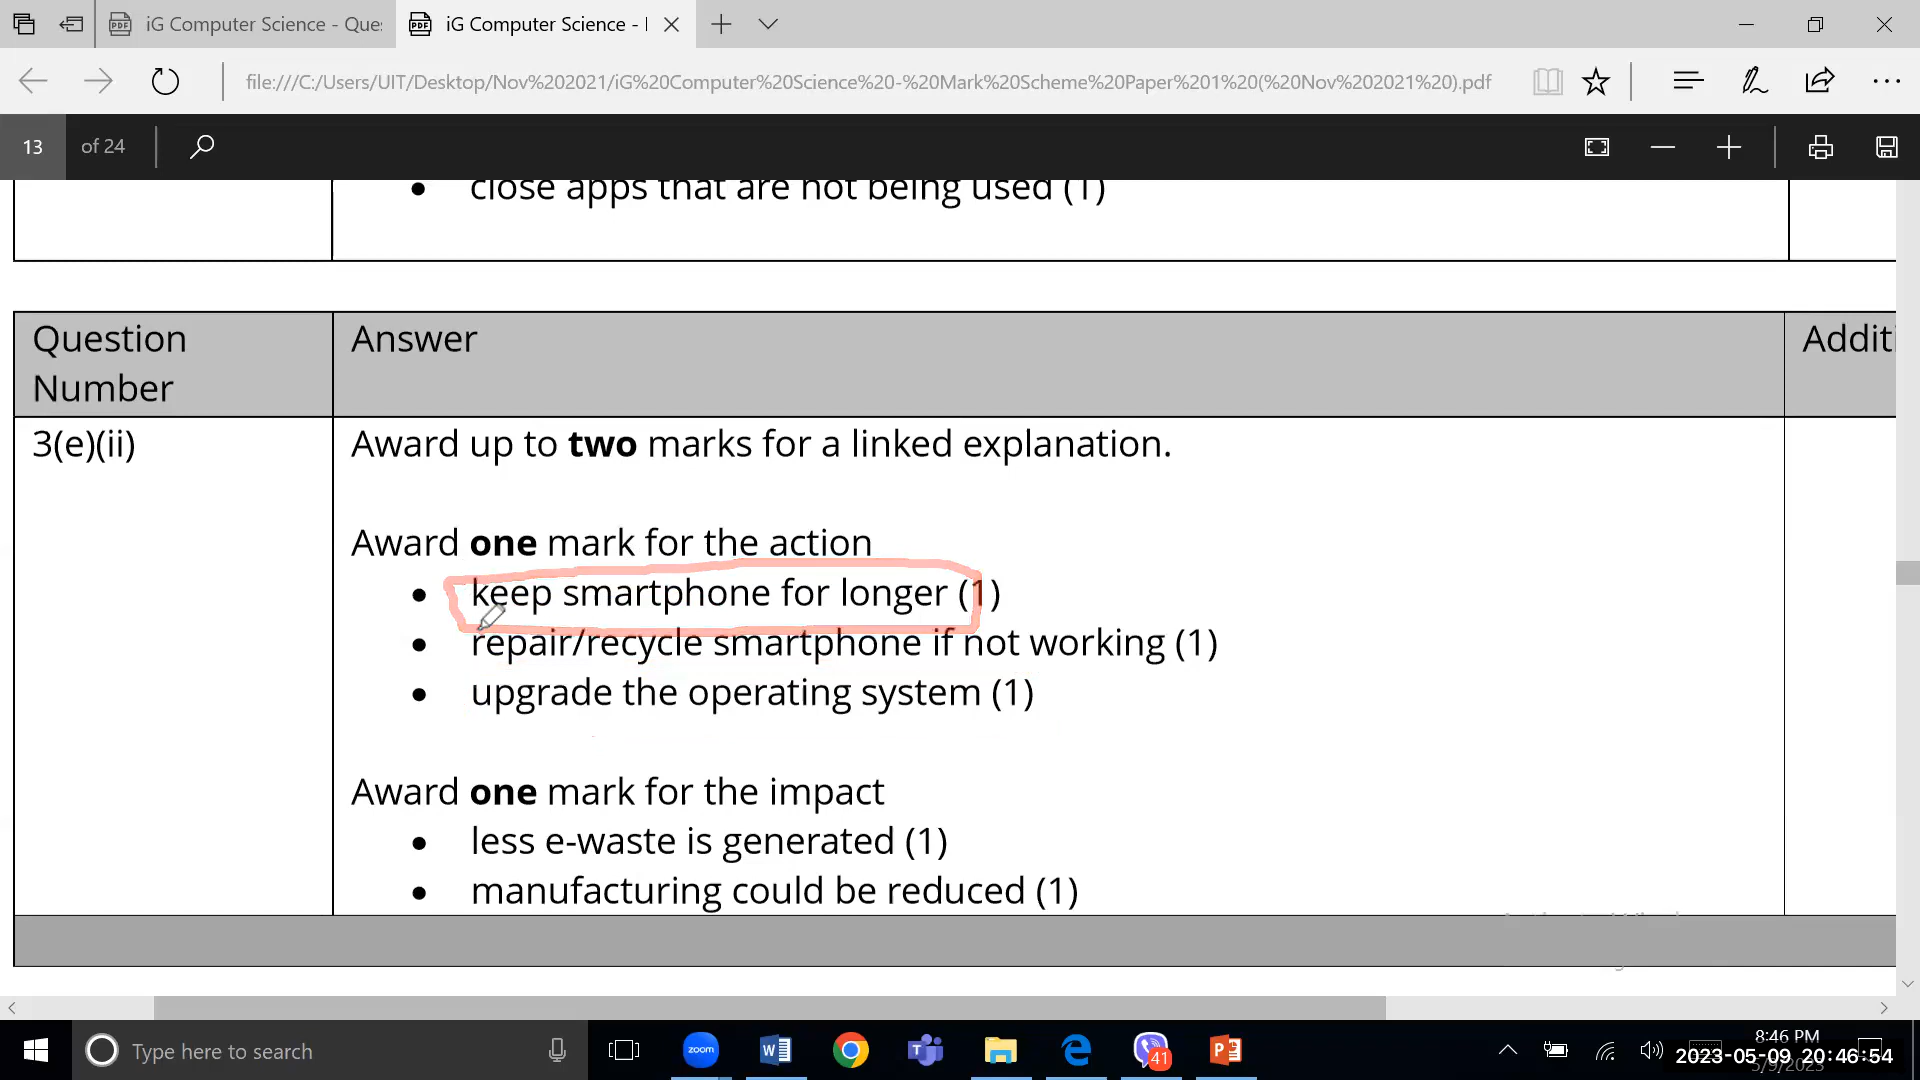 iG Computer Science - Que:
iG Computer Science - I
file:///C:/Users/UIT/Desktop/Nov%202021/iG%20Computer%20Science%20-%20Mark%20Scheme%20Paper%201%20(%20Nov%202021%20).pdf
13 of 24
close apps that are not being used (1)
Question Number
Answer
Additi
3(e)(ii)
Award up to two marks for a linked explanation.
Award one mark for the action
• keep smartphone for longer (1)
• repair/recycle smartphone if not working (1)
• upgrade the operating system (1)
Award one mark for the impact
• less e-waste is generated (1)
• manufacturing could be reduced (1)
Type here to search
zoom
41
8:46 PM
2023-05-09 20:46:54
5/9/2023